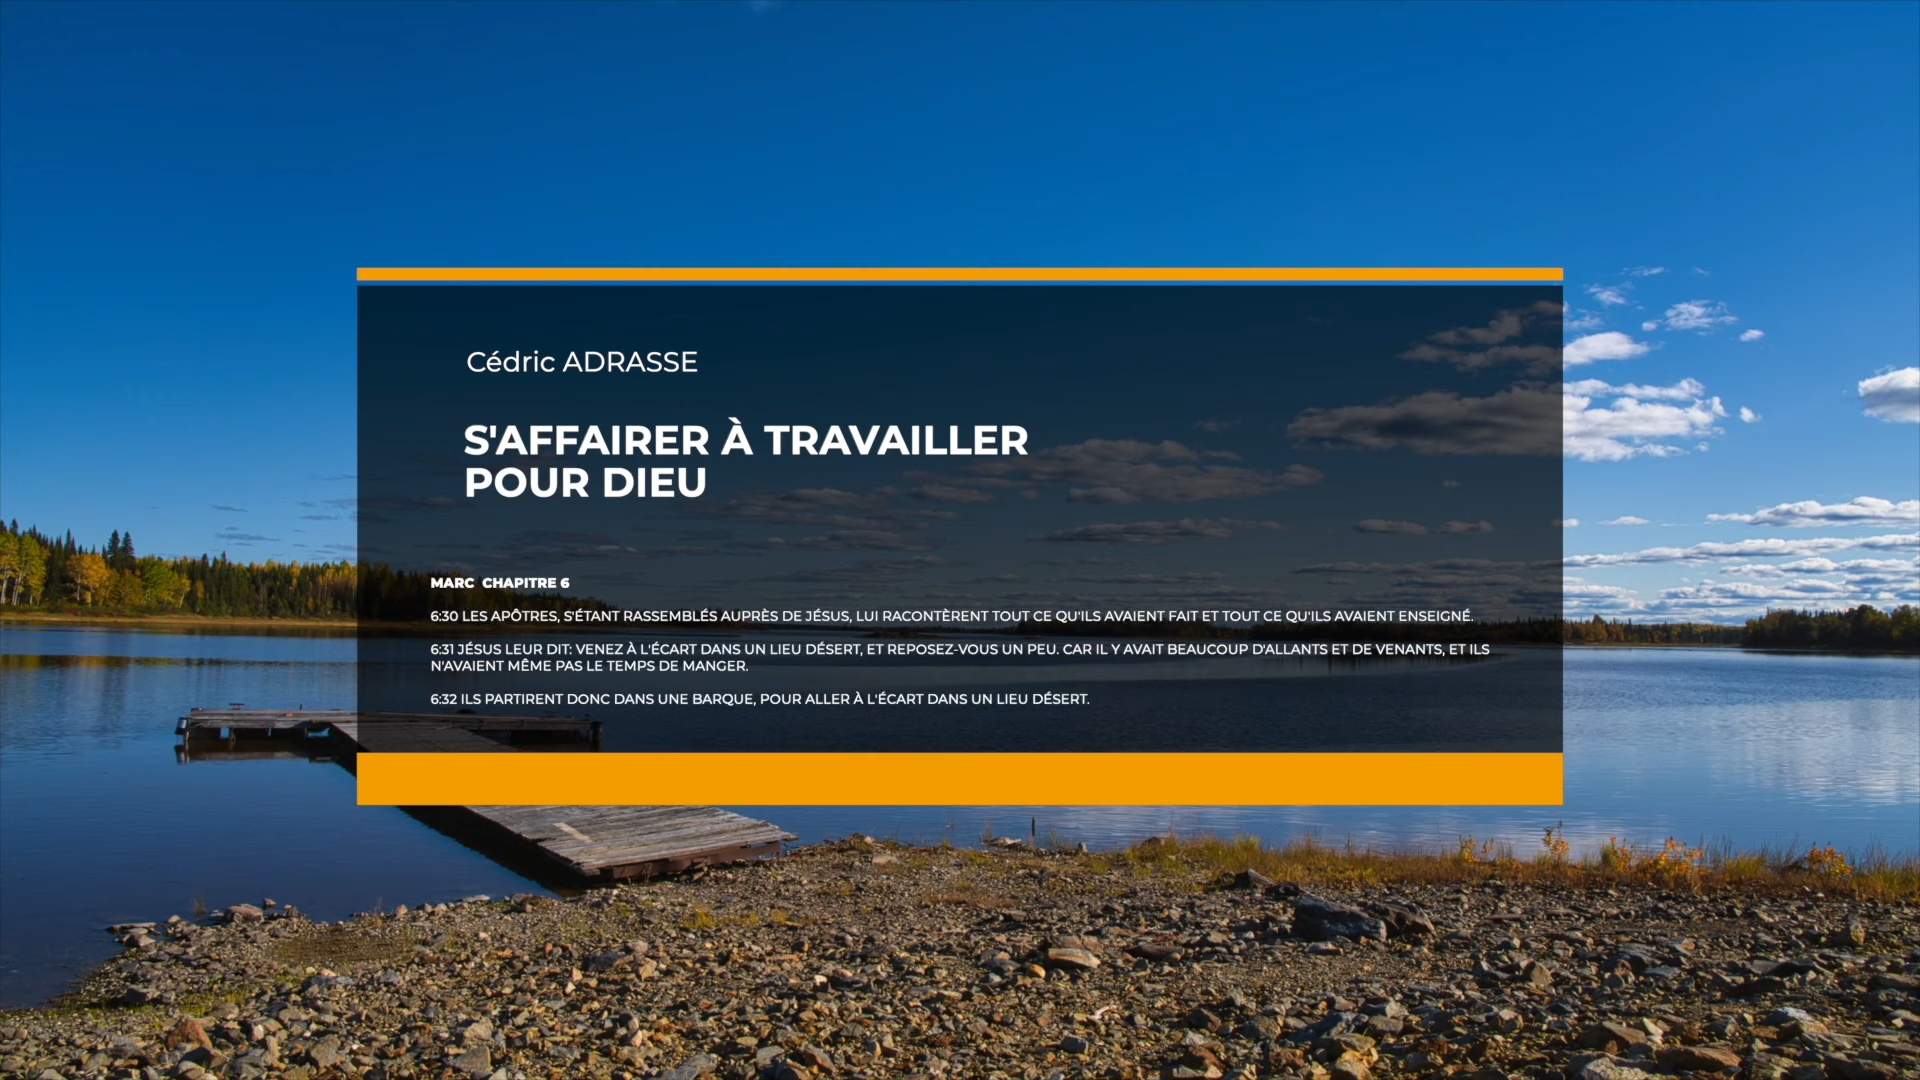 Cédric ADRASSE
S'AFFAIRER À TRAVAILLER
POUR DIEU
MARC  CHAPITRE 6
6:30 LES APÔTRES, S'ÉTANT RASSEMBLÉS AUPRÈS DE JÉSUS, LUI RACONTÈRENT TOUT CE QU'ILS AVAIENT FAIT ET TOUT CE QU'ILS AVAIENT ENSEIGNÉ.
6:31 JÉSUS LEUR DIT: VENEZ À L'ÉCART DANS UN LIEU DÉSERT, ET REPOSEZ-VOUS UN PEU. CAR IL Y AVAIT BEAUCOUP D'ALLANTS ET DE VENANTS, ET ILS
N'AVAIENT MÊME PAS LE TEMPS DE MANGER.
6:32 ILS PARTIRENT DONC DANS UNE BARQUE, POUR ALLER À L'ÉCART DANS UN LIEU DÉSERT.